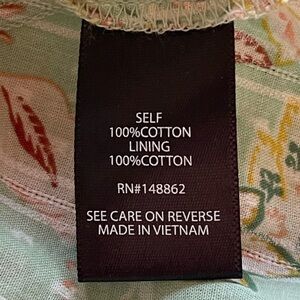 SELF
100%COTTON
LINING
100%COTTON
RN#148862
SEE CARE ON REVERSE
MADE IN VIETNAM